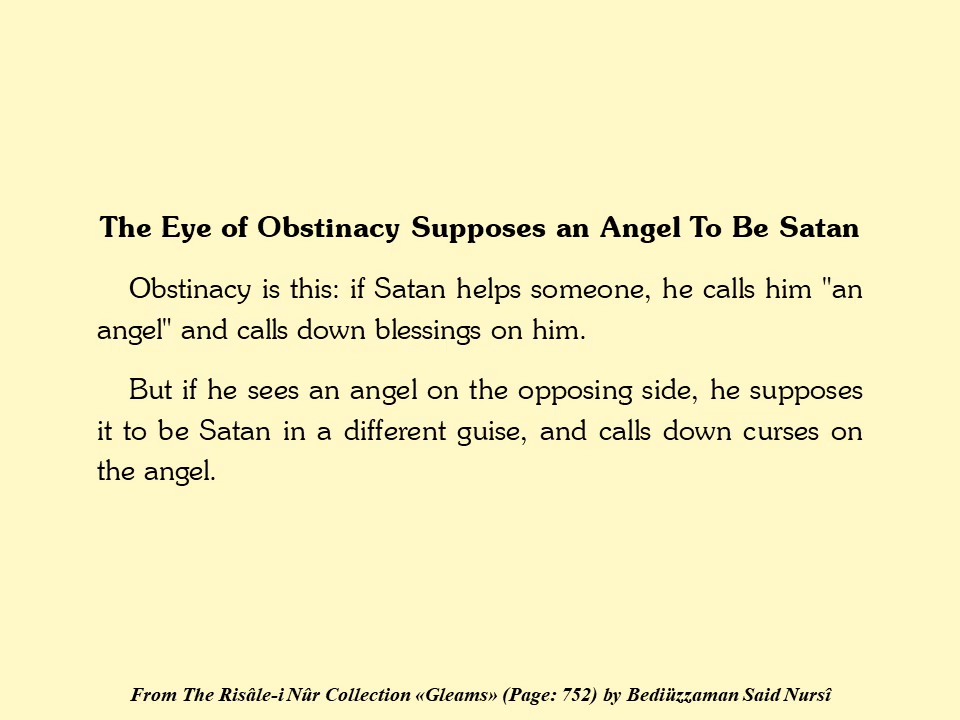 The Eye of Obstinacy Supposes an Angel To Be Satan
Obstinacy is this: if Satan helps someone, he calls him "an
angel" and calls down blessings on him.
But if he sees an angel on the opposing side, he supposes
it to be Satan in a different guise, and calls down curses on
the angel.
From The Risâle-i Nûr Collection «Gleams» (Page: 752) by Bediüzzaman Said Nursî